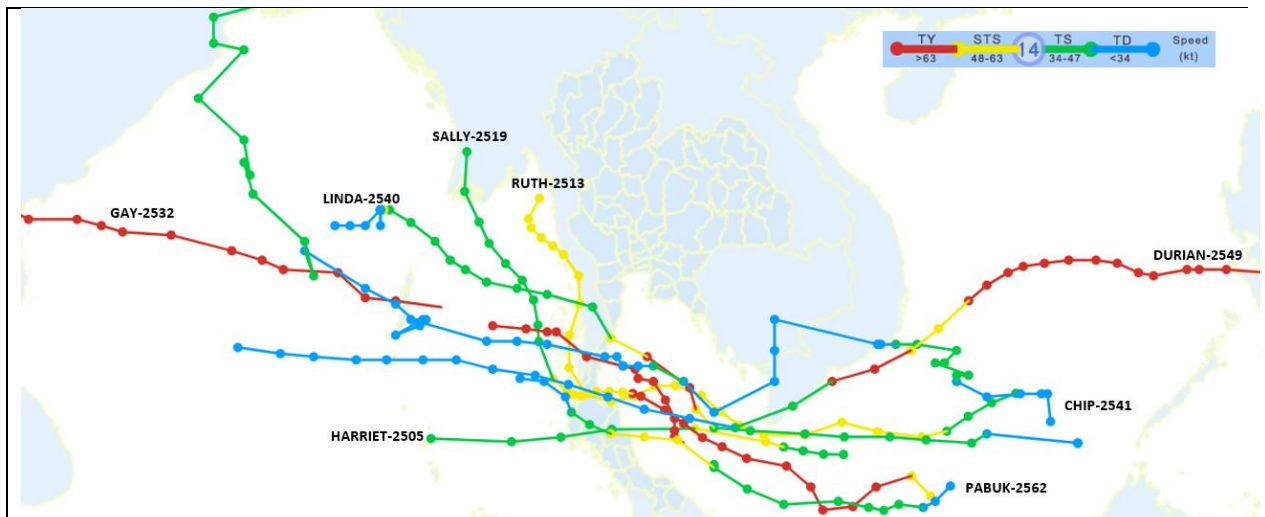 TY STS 14 TS TD Speed
>63 48-63 34-47 <34 (kt)
SALLY-2519
RUTH-2513
LINDA-2540
GAY-2532
DURIAN-2549
CHIP-2541
HARRIET-2505
PABUK-2562